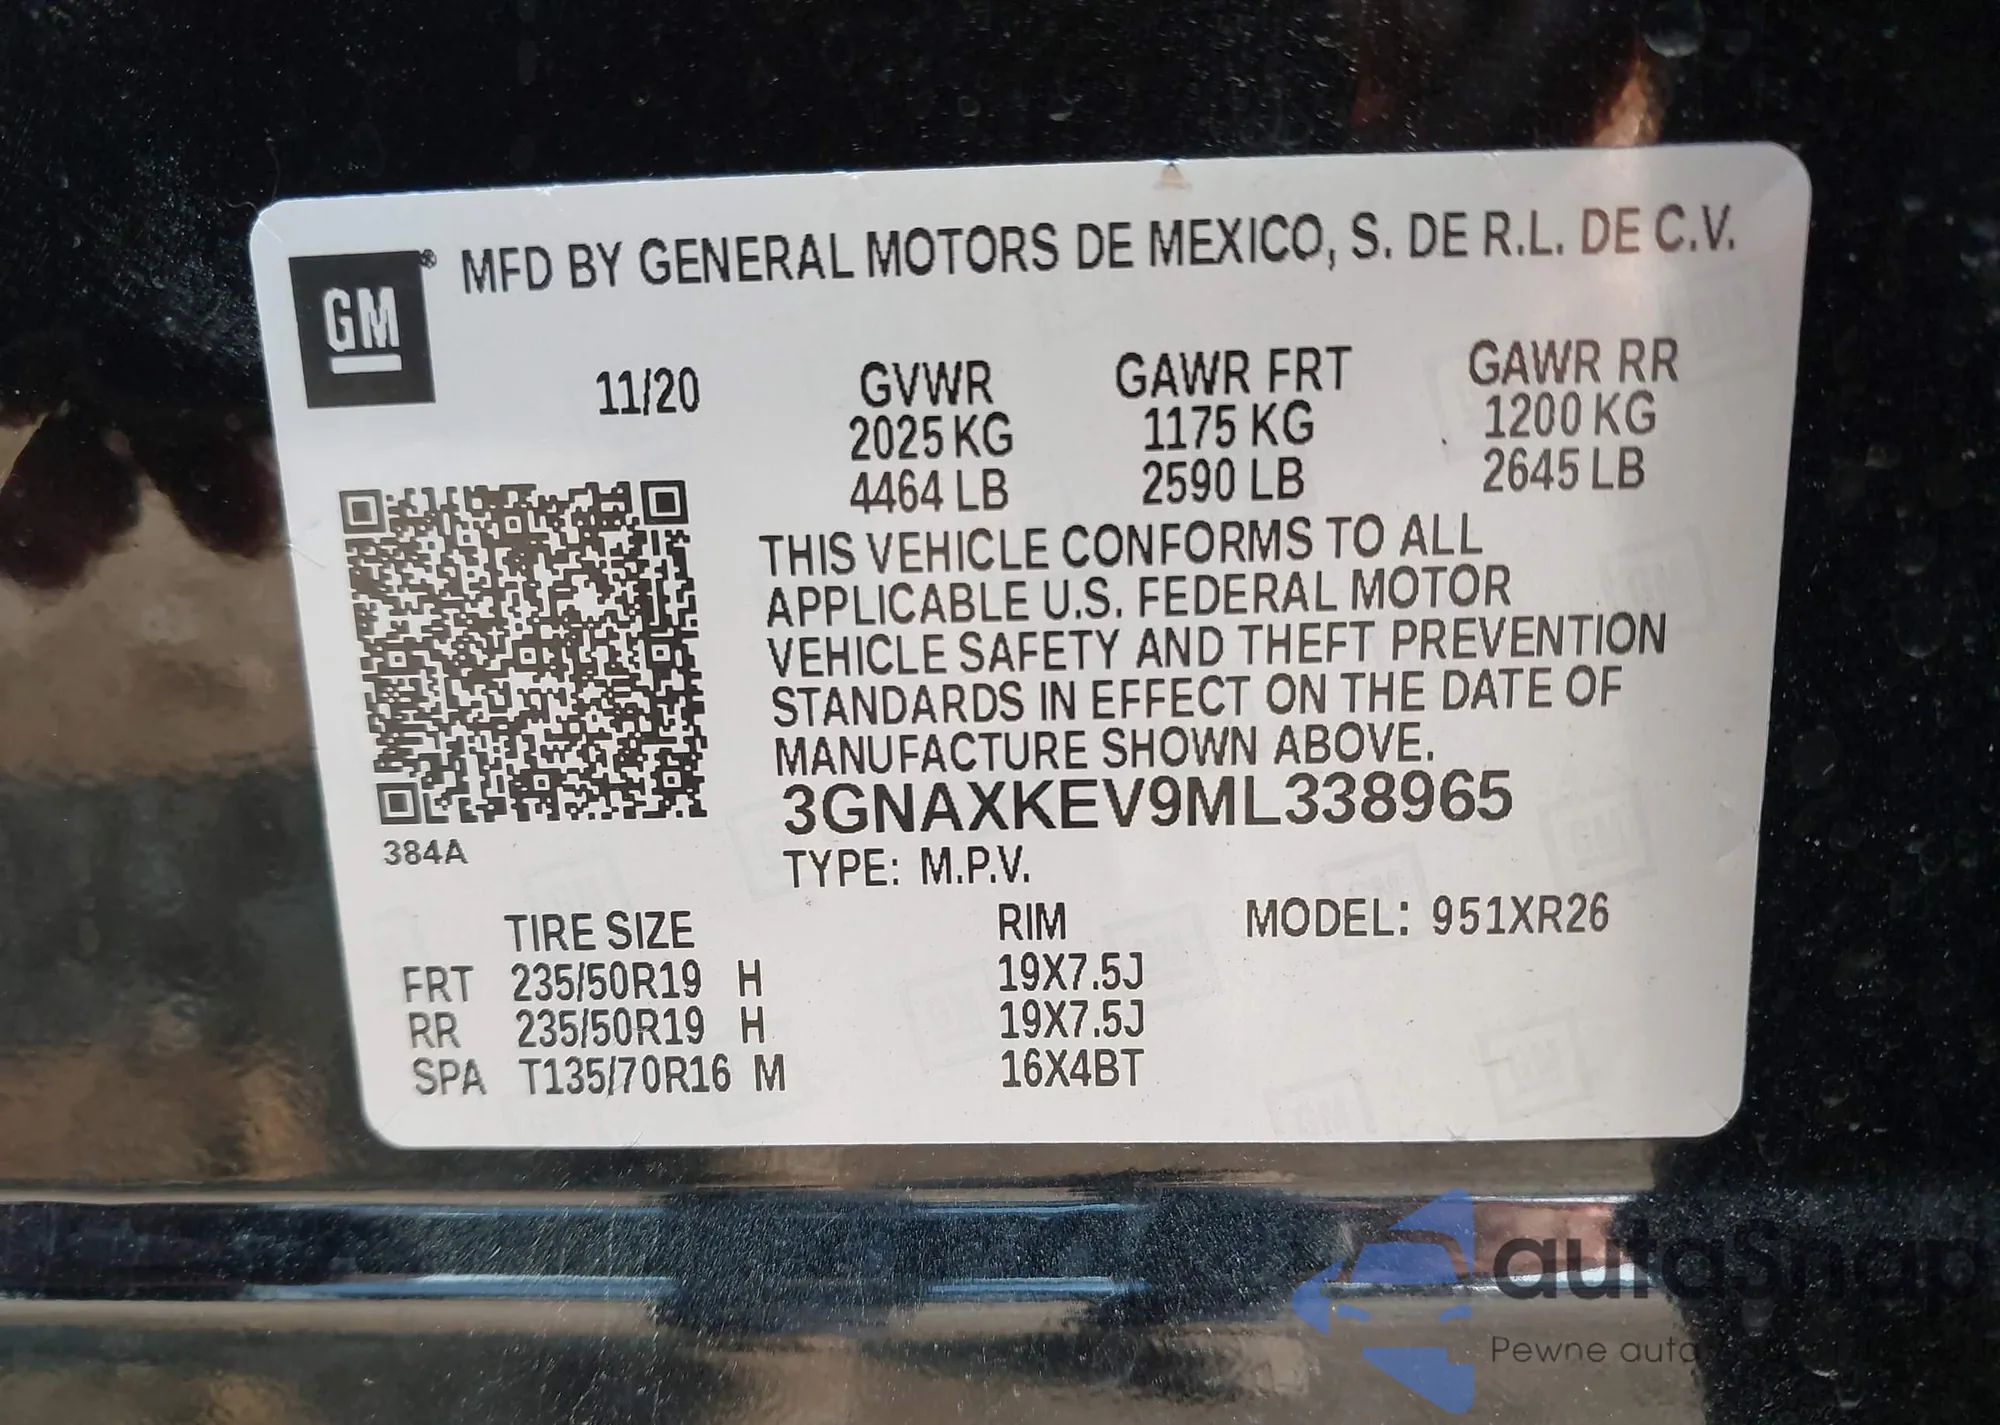 MFD BY GENERAL MOTORS DE MEXICO, S. DE R.L. DE C.V.
GM
11/20
GVWR GAWR FRT GAWR RR
2025 KG 1175 KG 1200 KG
4464 LB 2590 LB 2645 LB
THIS VEHICLE CONFORMS TO ALL
APPLICABLE U.S. FEDERAL MOTOR
VEHICLE SAFETY AND THEFT PREVENTION
STANDARDS IN EFFECT ON THE DATE OF
MANUFACTURE SHOWN ABOVE.
3GNAXKEV9ML338965
384A
TYPE: M.P.V.
TIRE SIZE RIM MODEL: 951XR26
FRT 235/50R19 H 19X7.5J
RR 235/50R19 H 19X7.5J
SPA T135/70R16 M 16X4BT
autaSnap
Pewne auta